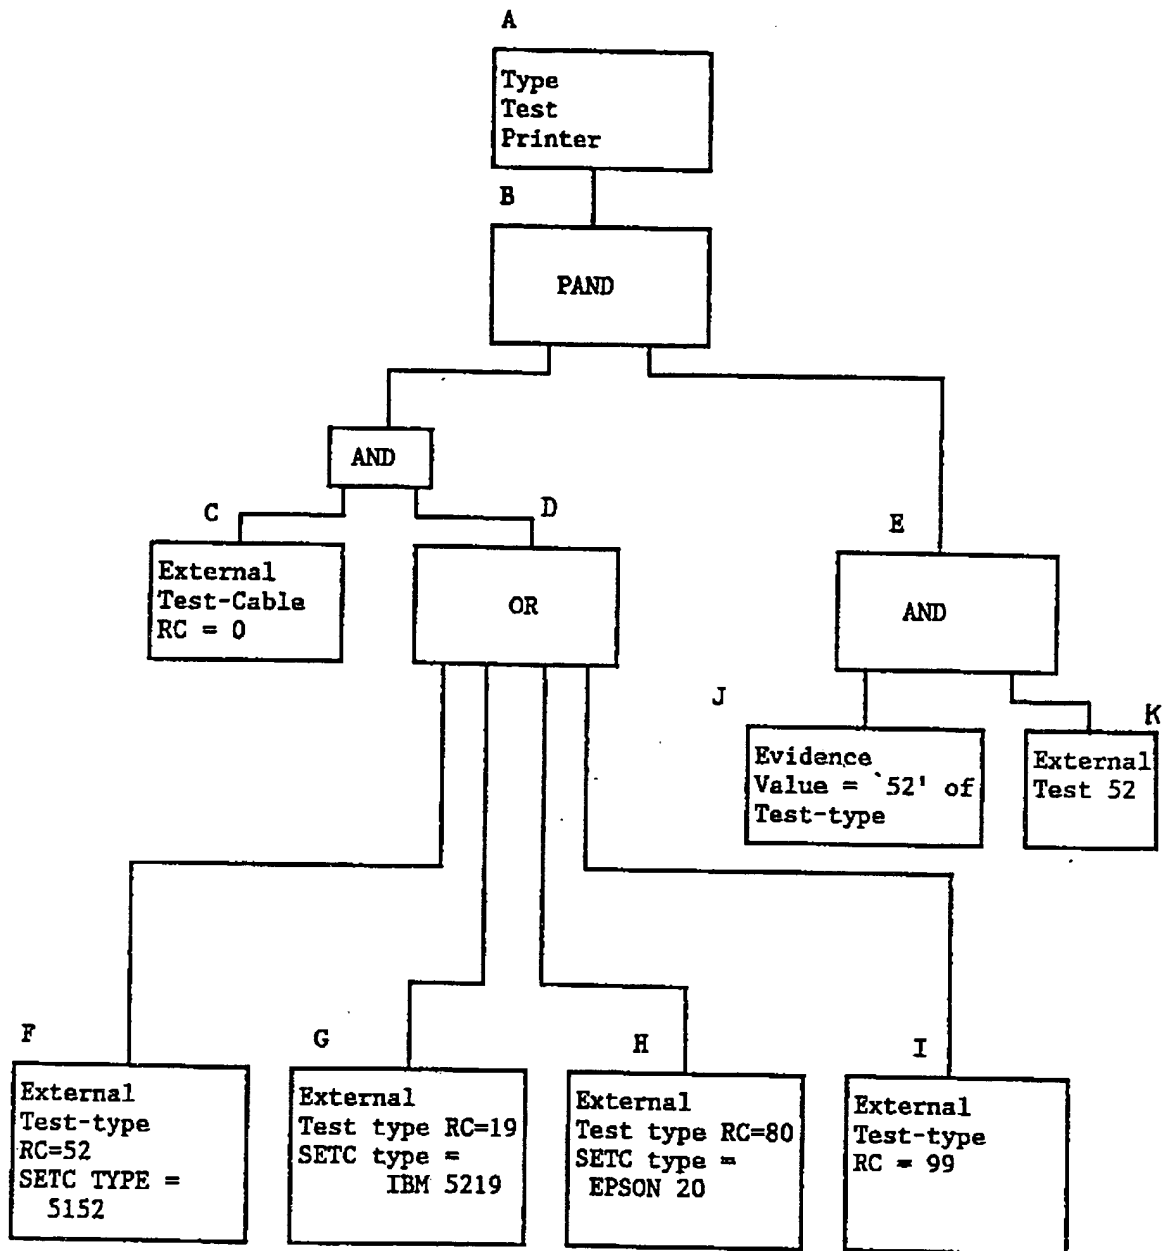 A
Type
Test
Printer
B
PAND
AND
C
D
E
External
Test-Cable
RC = 0
OR
AND
J
K
Evidence
Value = `52' of
Test-type
External
Test 52
F
G
H
I
External
Test-type
RC=52
SETC TYPE =
5152
External
Test type RC=19
SETC type =
IBM 5219
External
Test type RC=80
SETC type =
EPSON 20
External
Test-type
RC = 99